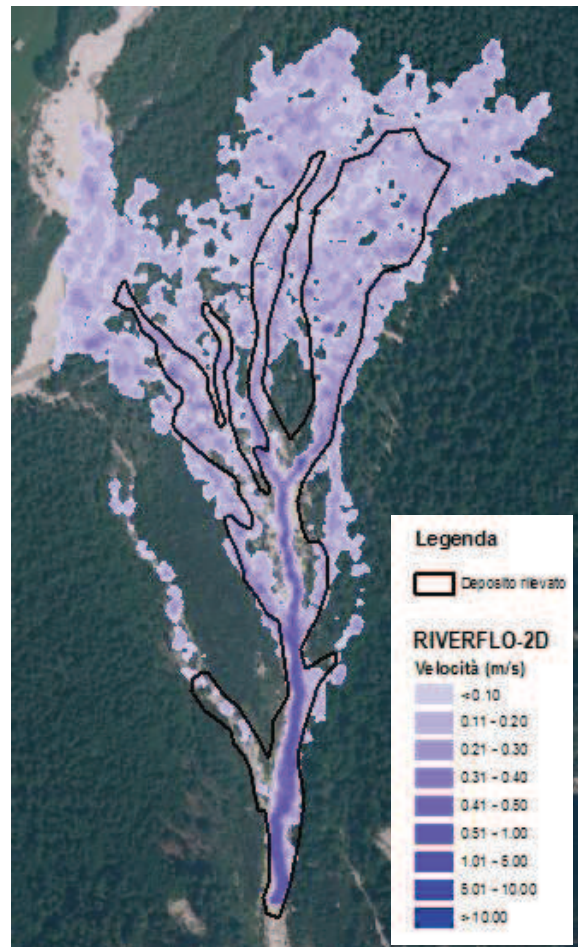 Legenda
Deposito rilevato
RIVERFLO-2D
Velocità (m/s)
<0.10
0.11 - 0.20
0.21 - 0.30
0.31 - 0.40
0.41 - 0.50
0.51 - 1.00
1.01 - 5.00
5.01 - 10.00
> 10.00